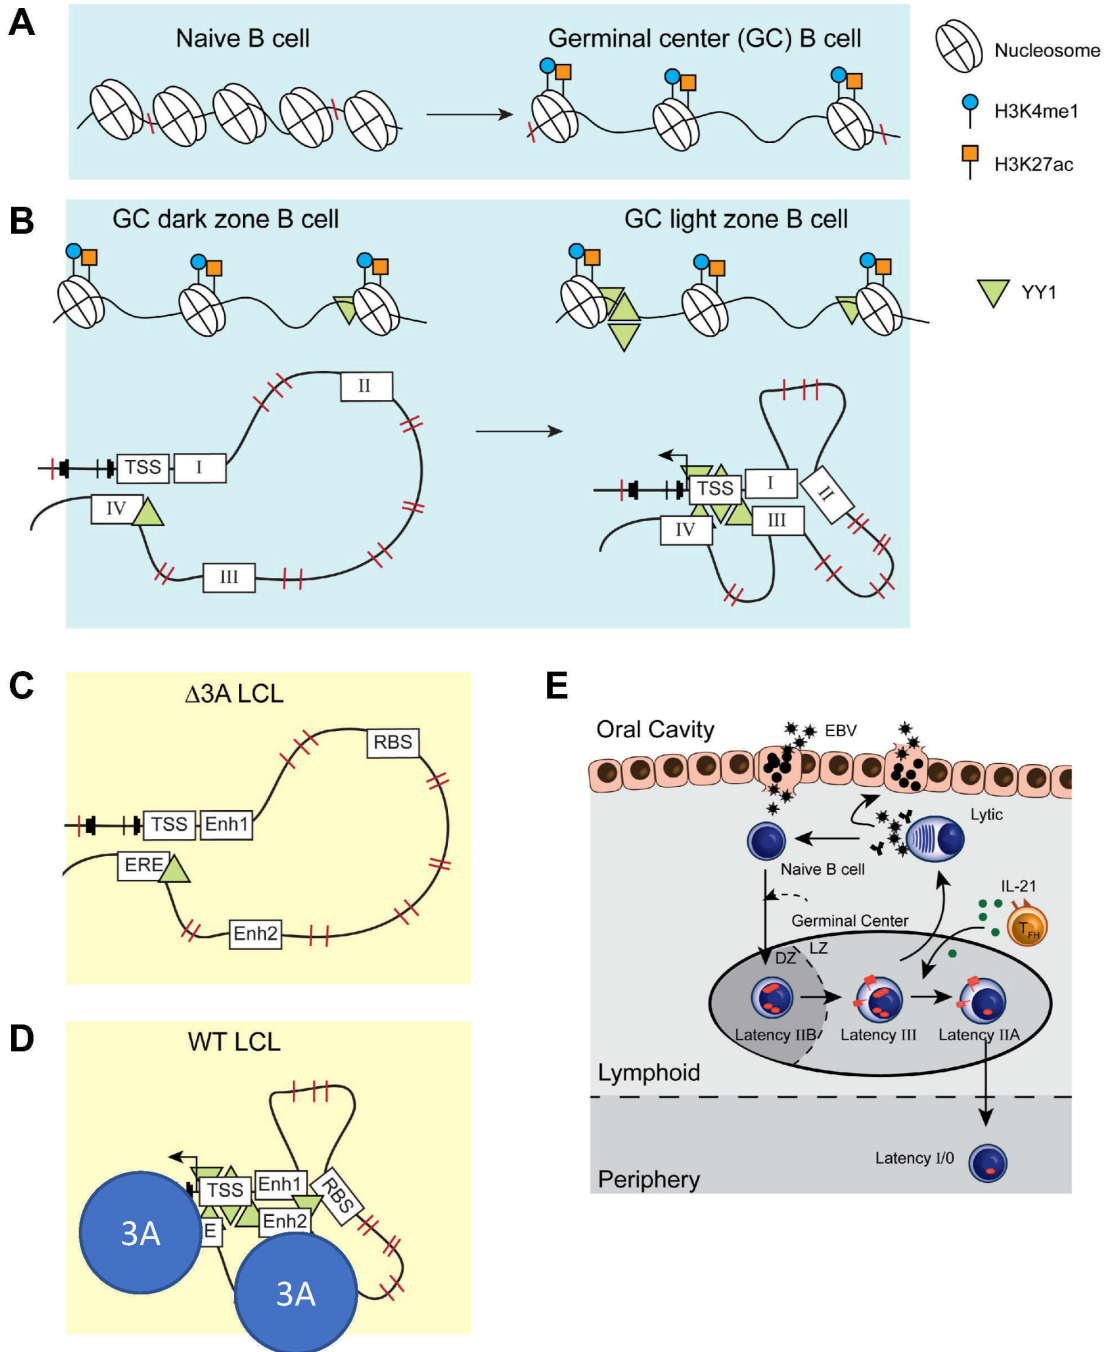 A
Naive B cell
Germinal center (GC) B cell
Nucleosome
H3K4me1
H3K27ac
B
GC dark zone B cell
GC light zone B cell
YY1
II
TSS
I
IV
III
TSS
I
II
IV
III
C
Δ3A LCL
RBS
TSS
Enh1
ERE
Enh2
D
WT LCL
TSS
Enh1
RBS
E
Enh2
3A
3A
E
Oral Cavity
EBV
Lytic
Naive B cell
IL-21
TFH
Germinal Center
DZ
LZ
Latency IIB
Latency III
Latency IIA
Lymphoid
Latency I/0
Periphery